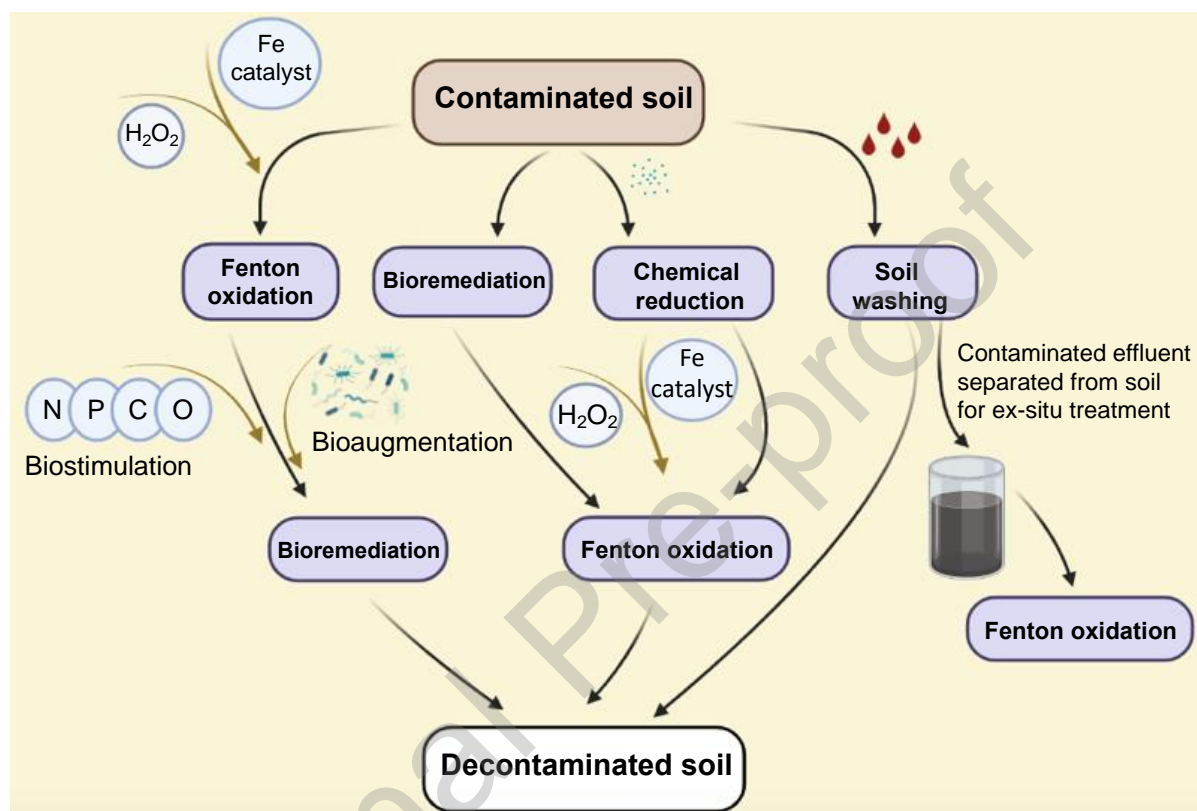 Fe
catalyst
H₂O₂
Contaminated soil
Fenton
oxidation
Bioremediation
Chemical
reduction
Soil
washing
N P C O
Biostimulation
Bioaugmentation
H₂O₂
Fe
catalyst
Contaminated effluent
separated from soil
for ex-situ treatment
Bioremediation
Fenton oxidation
Fenton oxidation
Decontaminated soil
nal Pre-proof